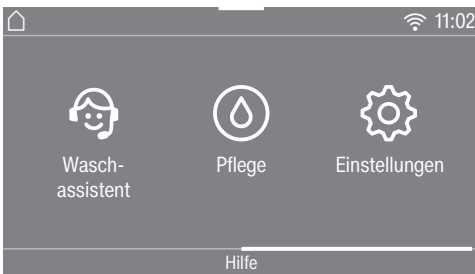 11:02
Wasch-
assistent
Pflege
Einstellungen
Hilfe